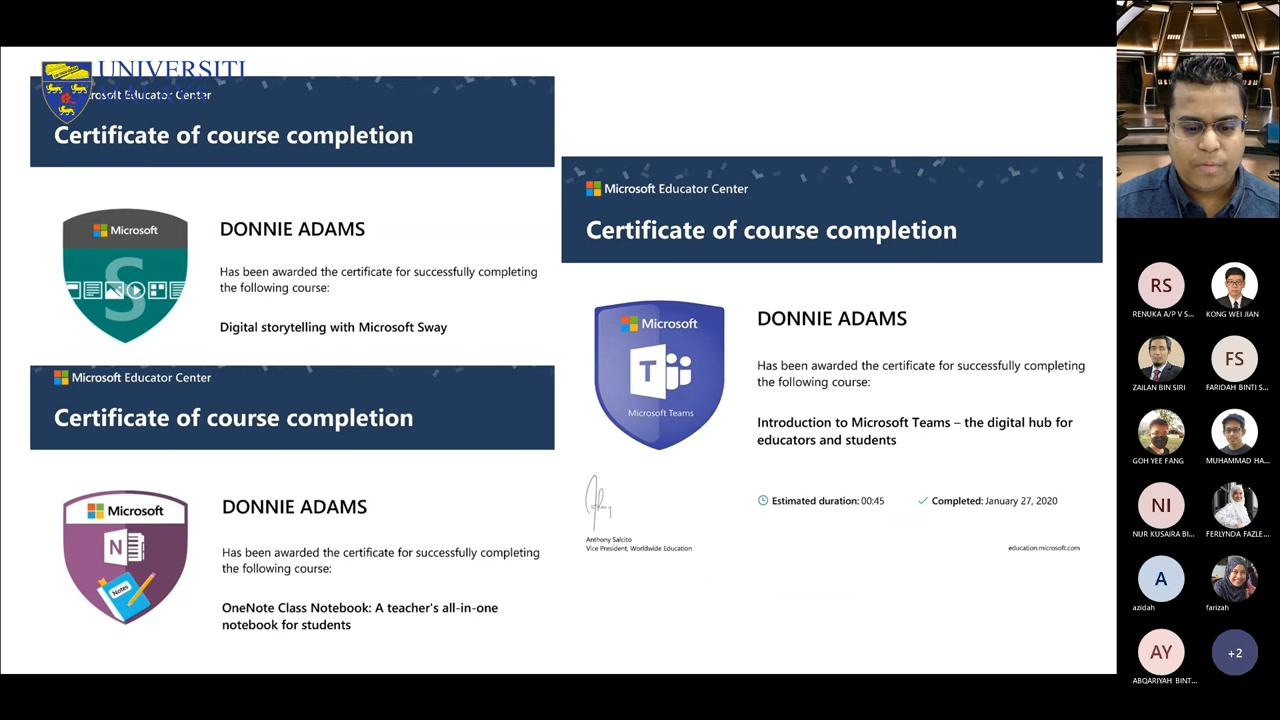 UNIVERSITI
Microsoft Educator Center
Certificate of course completion
Microsoft
S
DONNIE ADAMS
Has been awarded the certificate for successfully completing
the following course:
Digital storytelling with Microsoft Sway
Microsoft Educator Center
Certificate of course completion
Microsoft
N
Notes
DONNIE ADAMS
Has been awarded the certificate for successfully completing
the following course:
OneNote Class Notebook: A teacher's all-in-one
notebook for students
Microsoft Educator Center
Certificate of course completion
Microsoft
T
Microsoft Teams
DONNIE ADAMS
Has been awarded the certificate for successfully completing
the following course:
Introduction to Microsoft Teams – the digital hub for
educators and students
Estimated duration: 00:45 Completed: January 27, 2020
Anthony Salcito
Vice President, Worldwide Education
education.microsoft.com
RS
RENUKA A/P V S...
KONG WEI JIAN
ZAILAN BIN SIRI
FS
FARIDAH BINTI S...
GOH YEE FANG
MUHAMMAD HA...
NI
NUR KUSAIRA BI...
FERLYNDA FAZLE...
A
azidah
farizah
AY
ABQARIYAH BINT...
+2